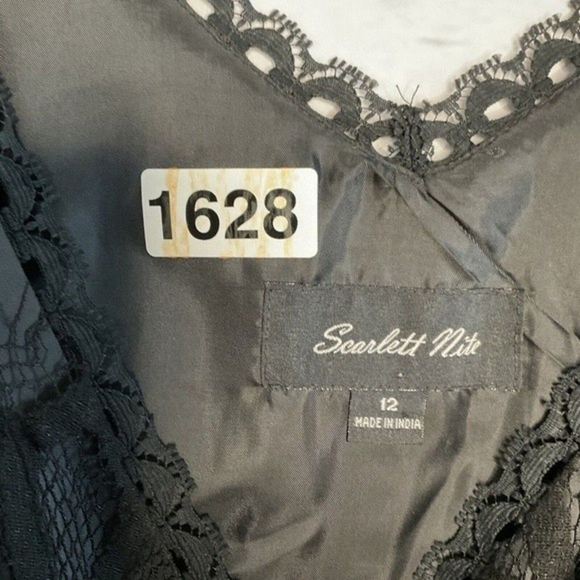 1628
Scarlett Nite
12
MADE IN INDIA